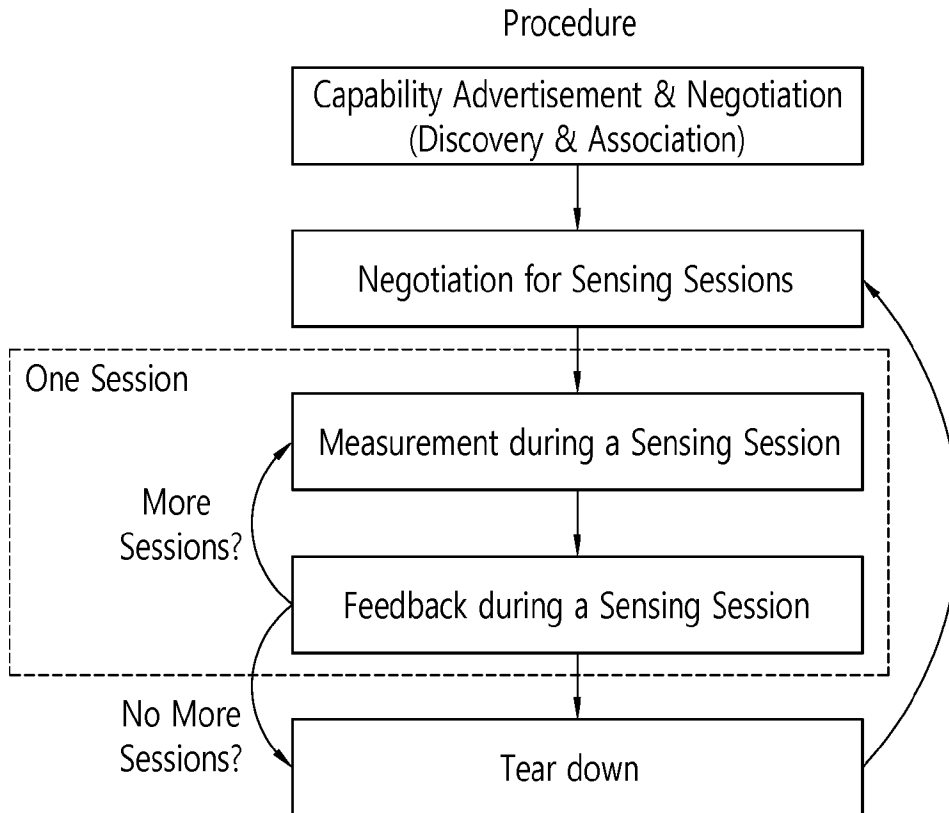 Procedure
Capability Advertisement & Negotiation
(Discovery & Association)
Negotiation for Sensing Sessions
One Session
Measurement during a Sensing Session
More
Sessions?
Feedback during a Sensing Session
No More
Sessions?
Tear down